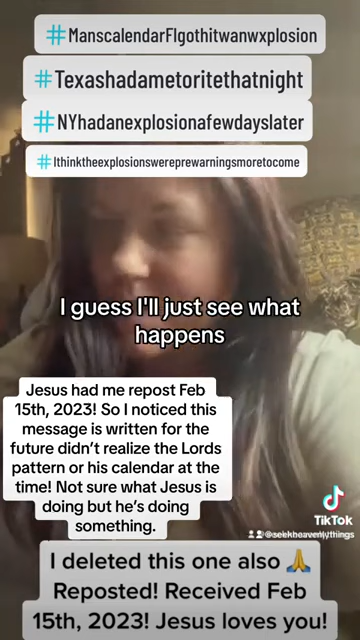 #ManscalendarFlgothitwanwxplosion
#Texashadametoritethatnight
#NYhadanexplosionafewdayslater
#Ithinktheexplosionswereprewarningsmoretocome
I guess I'll just see what
happens
Jesus had me repost Feb
15th, 2023! So I noticed this
message is written for the
future didn't realize the Lords
pattern or his calendar at the
time! Not sure what Jesus is
doing but he's doing
something.
TikTok
@seekheavenlythings
I deleted this one also 🙏
Reposted! Received Feb
15th, 2023! Jesus loves you!